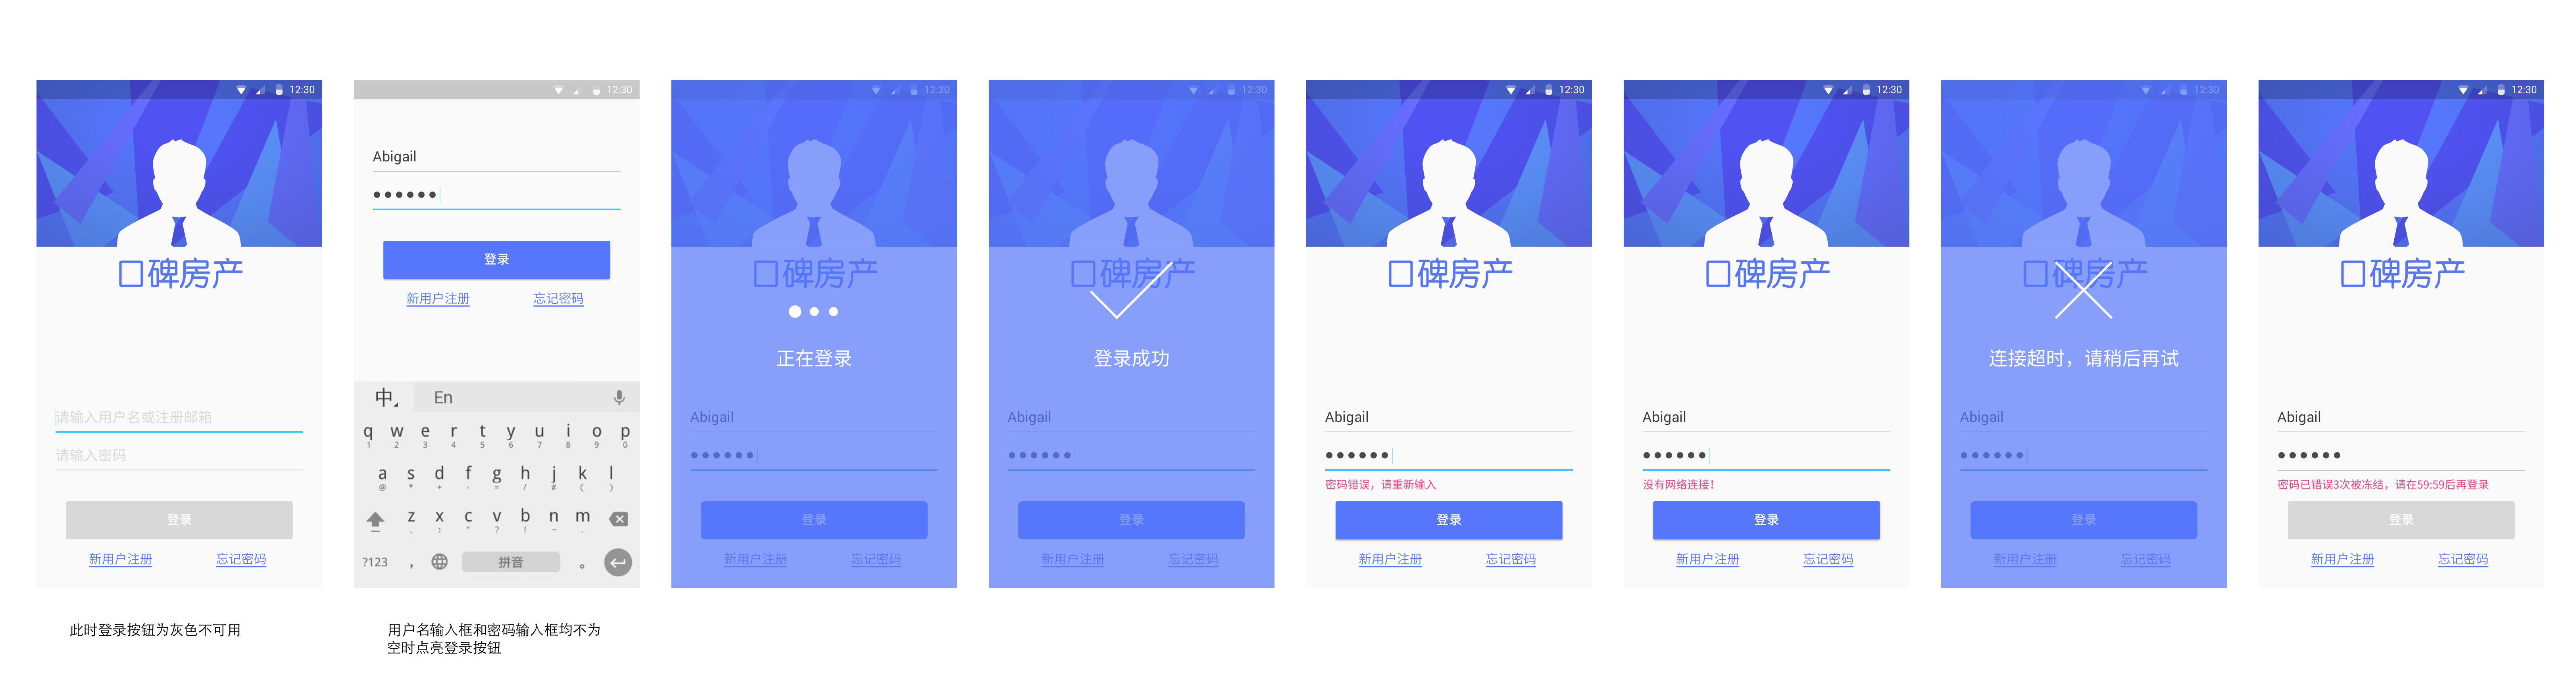 12:30
口碑房产
请输入用户名或注册邮箱
请输入密码
登录
新用户注册 忘记密码
此时登录按钮为灰色不可用
12:30
Abigail
登录
新用户注册 忘记密码
中 En
q w e r t y u i o p
1 2 3 4 5 6 7 8 9 0
a s d f g h j k l
@ * + - = / # ( )
z x c v b n m
、 : " ? ! ~ .
?123 , 拼音 。
用户名输入框和密码输入框均不为
空时点亮登录按钮
12:30
口碑房产
正在登录
Abigail
登录
新用户注册 忘记密码
12:30
口碑房产
登录成功
Abigail
登录
新用户注册 忘记密码
12:30
口碑房产
Abigail
密码错误，请重新输入
登录
新用户注册 忘记密码
12:30
口碑房产
Abigail
没有网络连接！
登录
新用户注册 忘记密码
12:30
口碑房产
连接超时，请稍后再试
Abigail
登录
新用户注册 忘记密码
12:30
口碑房产
Abigail
密码已错误3次被冻结，请在59:59后再登录
登录
新用户注册 忘记密码